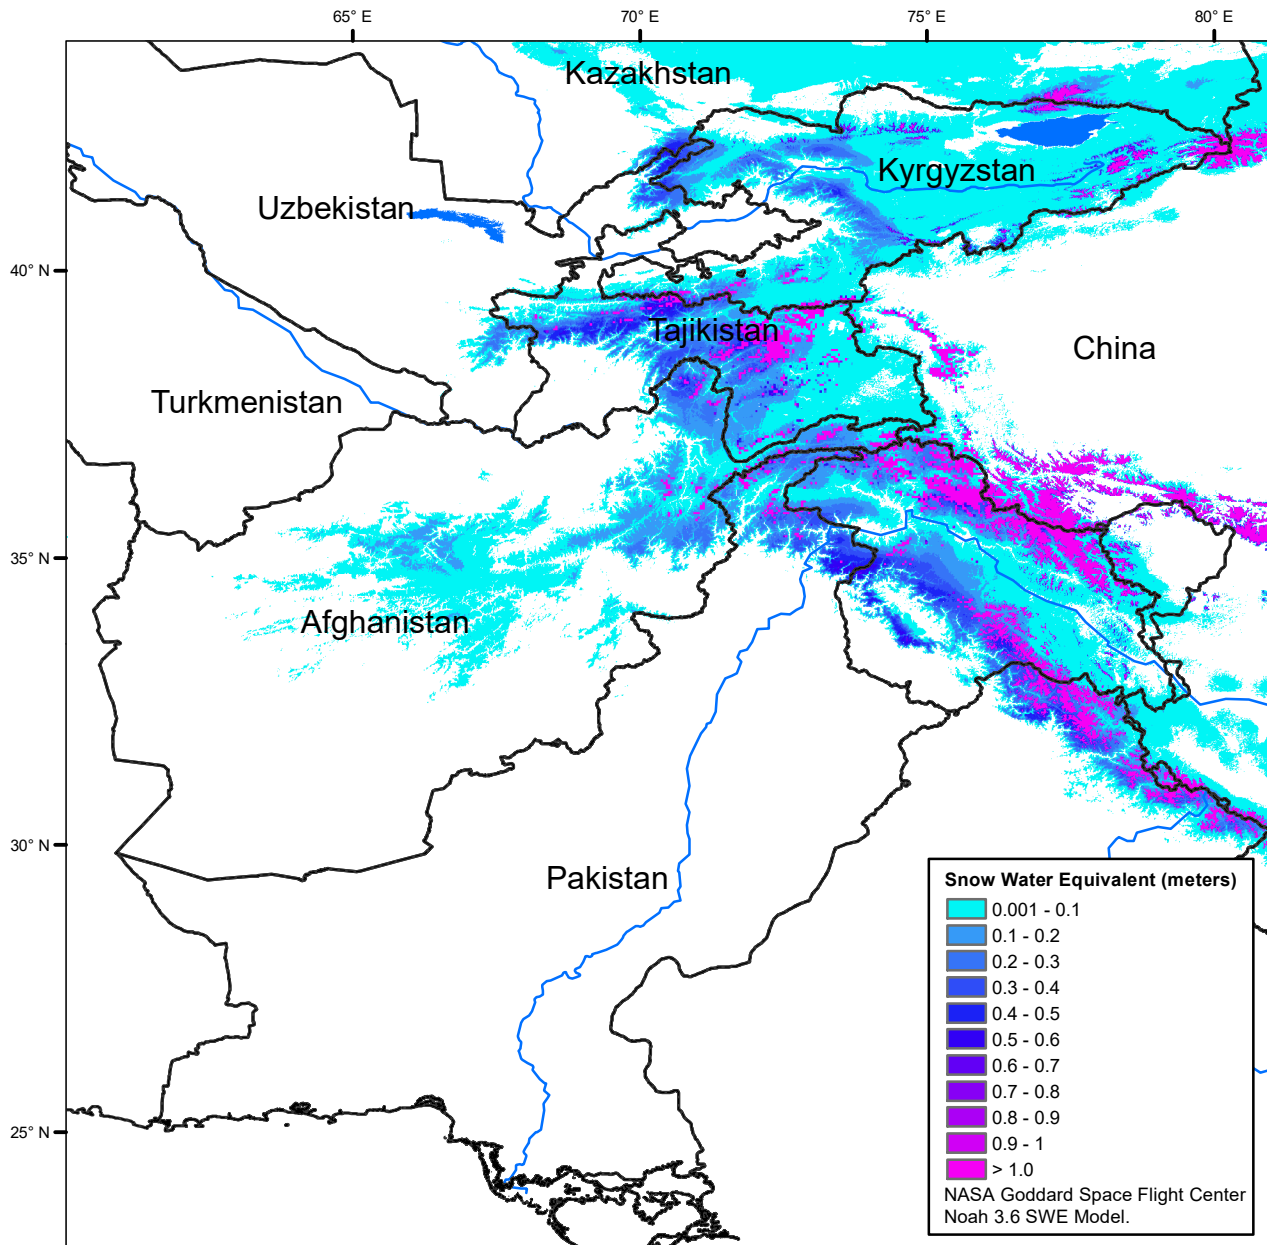 65° E
70° E
75° E
80° E
Kazakhstan
Kyrgyzstan
Uzbekistan
40° N
Tajikistan
China
Turkmenistan
35° N
Afghanistan
30° N
Pakistan
Snow Water Equivalent (meters)
0.001 - 0.1
0.1 - 0.2
0.2 - 0.3
0.3 - 0.4
0.4 - 0.5
0.5 - 0.6
0.6 - 0.7
0.7 - 0.8
0.8 - 0.9
0.9 - 1
> 1.0
25° N
NASA Goddard Space Flight Center
Noah 3.6 SWE Model.